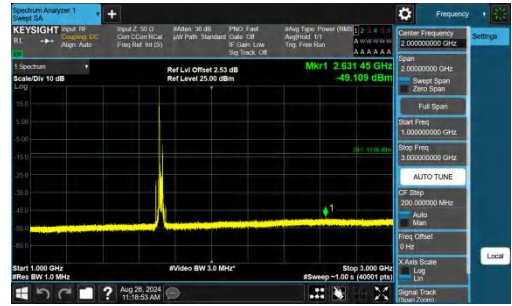 Spectrum Analyzer 1
Swept SA
+
Frequency
KEYSIGHT
Input: RF
Coupling: DC
Align: Auto
Input Z: 50 Ω
Corr CCorr RCal
Freq Ref: Int (S)
#Atten: 30 dB
µW Path: Standard
PNO: Fast
Gate: Off
IF Gain: Low
Sig Track: Off
#Avg Type: Power (RMS
Avg|Hold: 1/1
Trig: Free Run
1 2 3 4 5 6
A W W W W W
A A A A A A
Center Frequency
2.000000000 GHz
Settings
1 Spectrum
Scale/Div 10 dB
Ref Lvl Offset 2.53 dB
Ref Level 25.00 dBm
Mkr1 2.631 45 GHz
-49.109 dBm
Span
2.00000000 GHz
Swept Span
Zero Span
Full Span
Log
15.0
5.00
-5.00
-15.0
-25.0
-35.0
-45.0
-55.0
-65.0
1
Start Freq
1.000000000 GHz
Stop Freq
3.000000000 GHz
AUTO TUNE
CF Step
200.000000 MHz
Auto
Man
Freq Offset
0 Hz
X Axis Scale
Log
Lin
Local
Start 1.000 GHz
#Res BW 1.0 MHz
#Video BW 3.0 MHz*
Stop 3.000 GHz
#Sweep ~1.00 s (40001 pts)
Signal Track
(Span Zoom)
Aug 26, 2024
11:18:53 AM